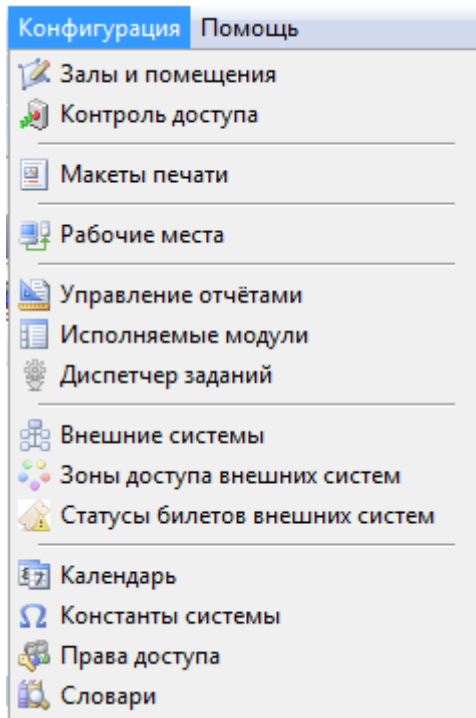 Конфигурация Помощь
Залы и помещения
Контроль доступа
Макеты печати
Рабочие места
Управление отчётами
Исполняемые модули
Диспетчер заданий
Внешние системы
Зоны доступа внешних систем
Статусы билетов внешних систем
Календарь
Константы системы
Права доступа
Словари